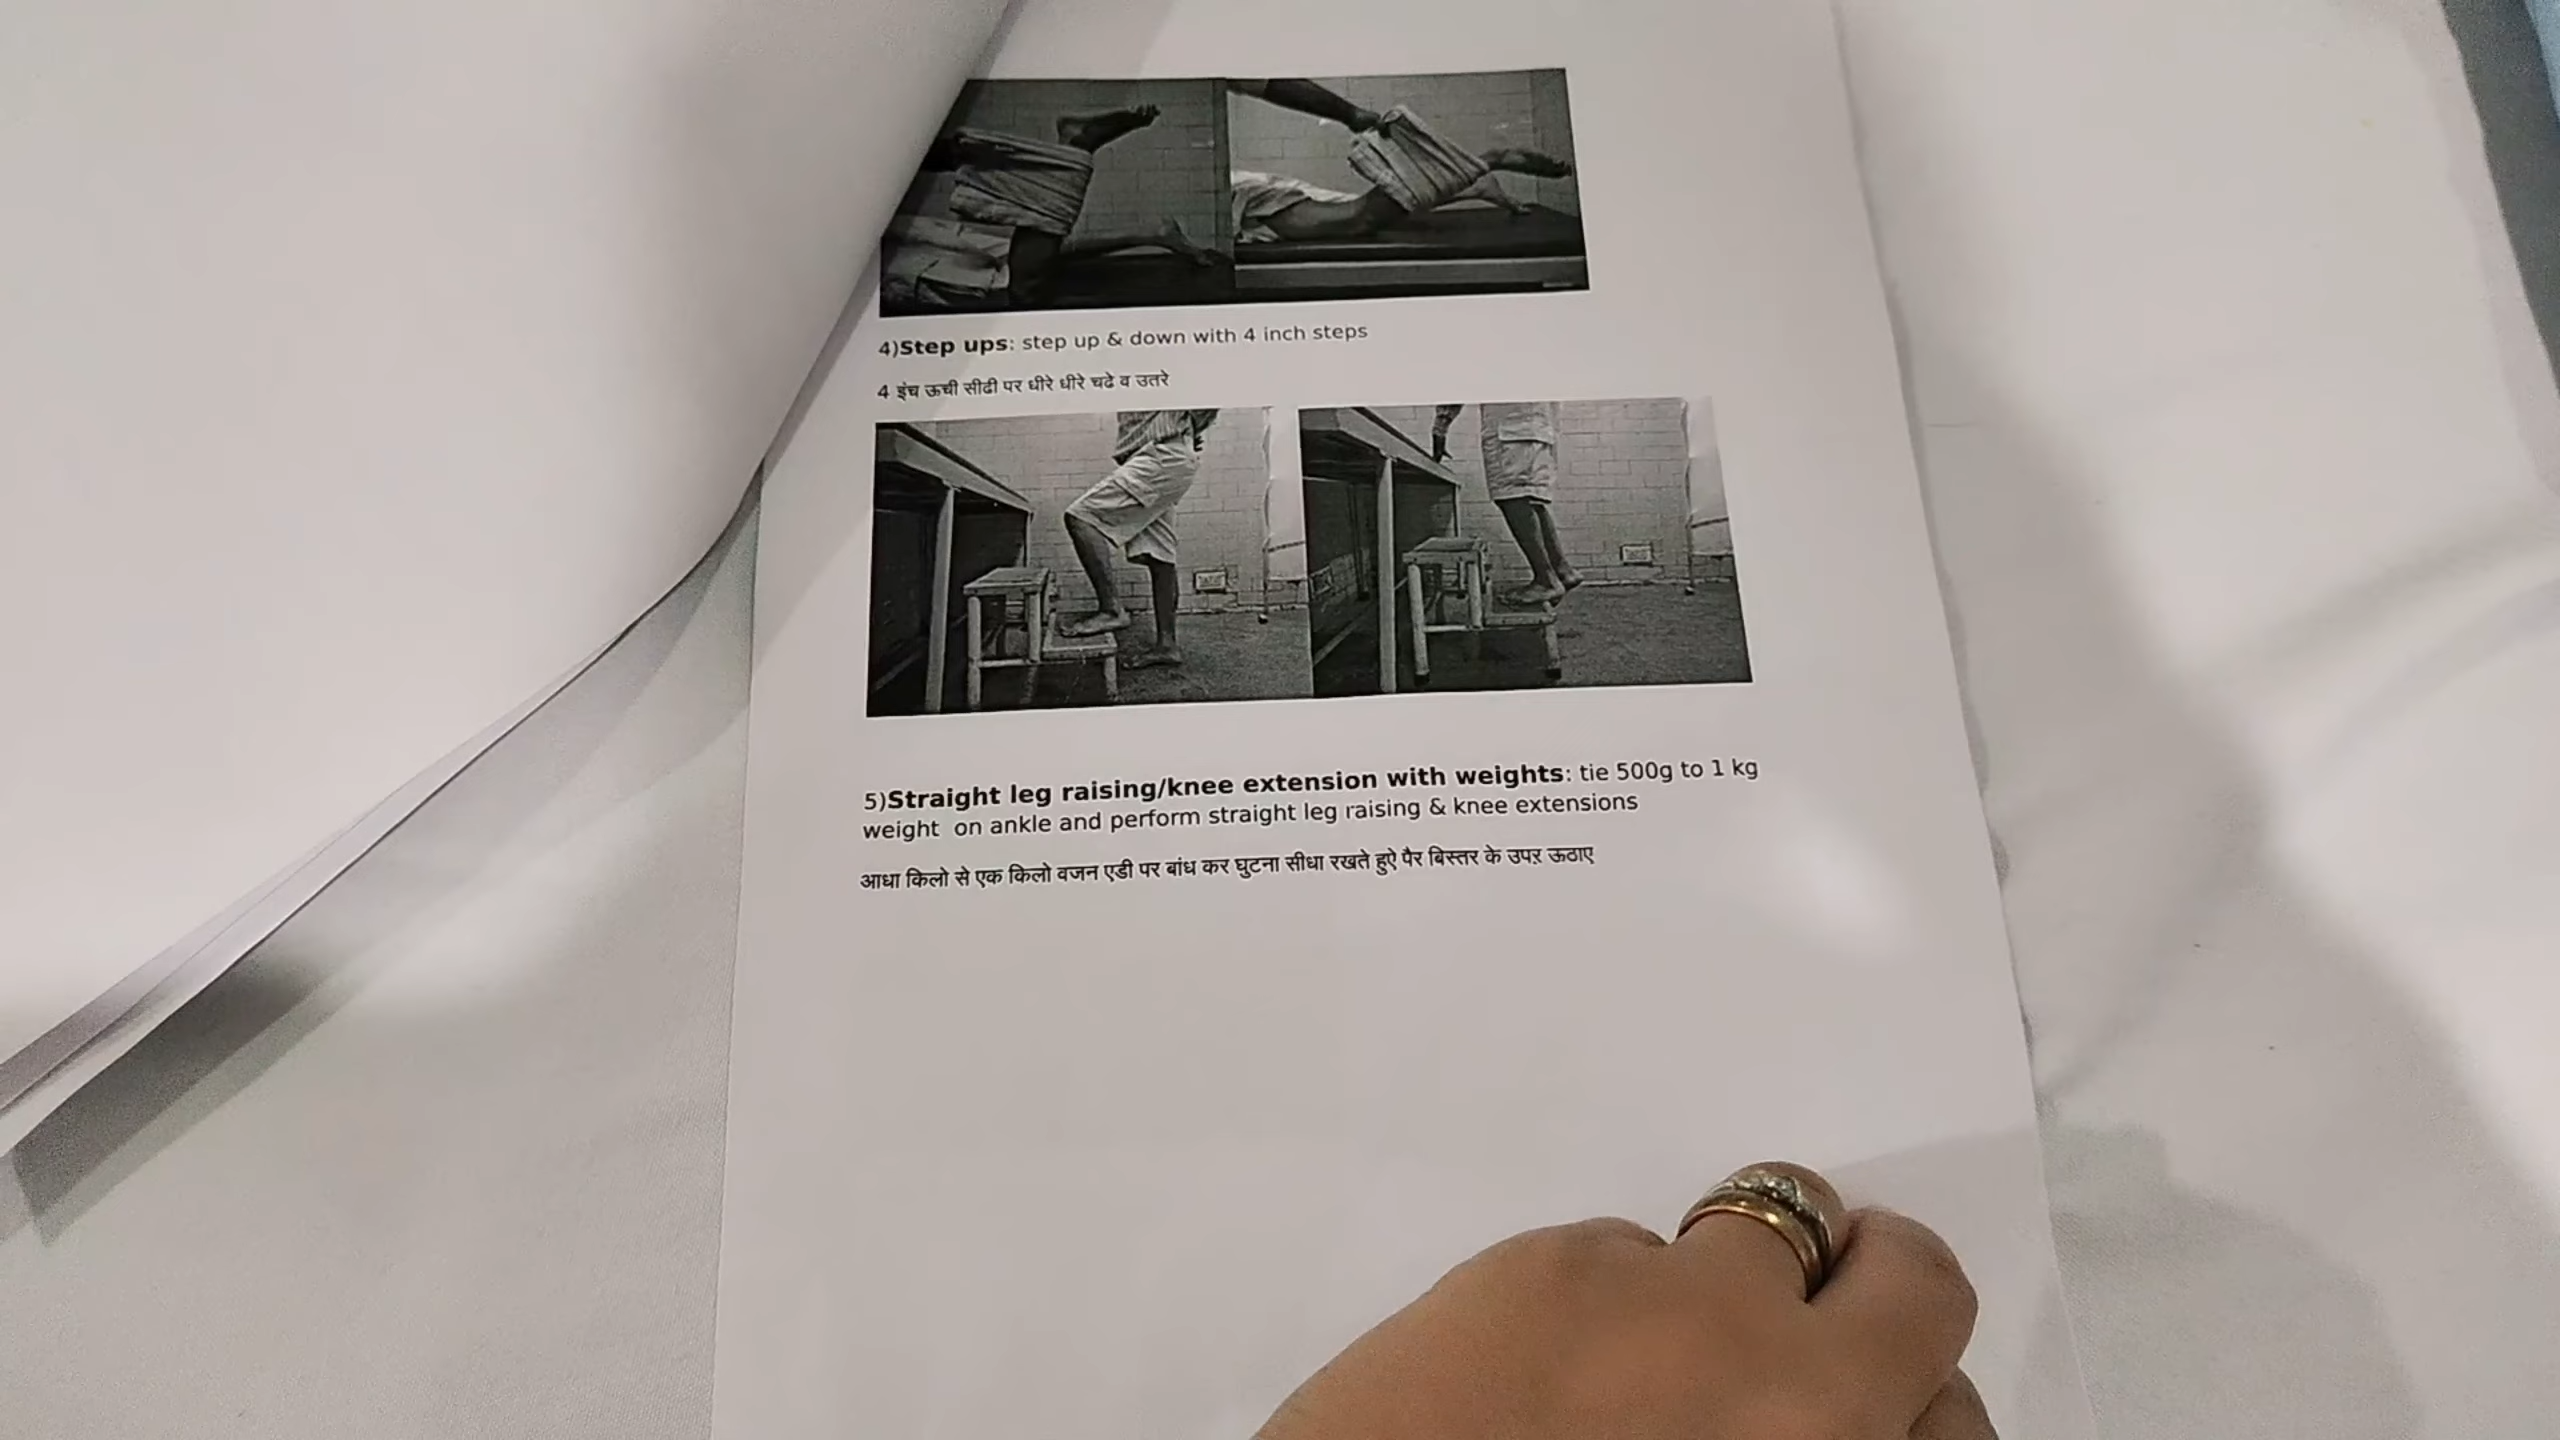 4)Step ups: step up & down with 4 inch steps
4 इंच ऊची सीढी पर धीरे धीरे चढे व उतरे
5)Straight leg raising/knee extension with weights: tie 500g to 1 kg
weight on ankle and perform straight leg raising & knee extensions
आधा किलो से एक किलो वजन एडी पर बांध कर घुटना सीधा रखते हुऐ पैर बिस्तर के उपऱ ऊठाए